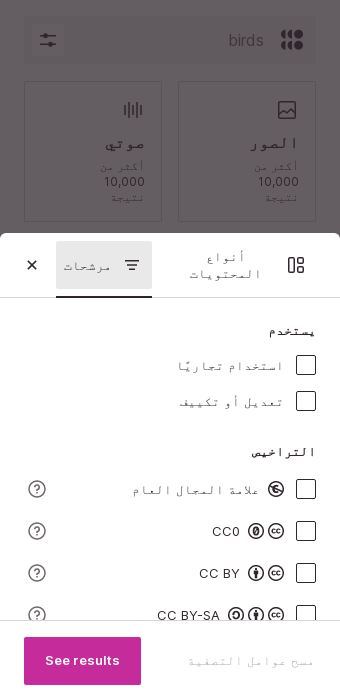 birds
الصور
أكثر من
10,000
نتيجة
صوتي
أكثر من
10,000
نتيجة
أنواع
المحتويات
مرشحات
يستخدم
استخدام تجاريًا
تعديل أو تكييف
التراخيص
علامة المجال العام
CC0
CC BY
CC BY-SA
See results
مسح عوامل التصفية